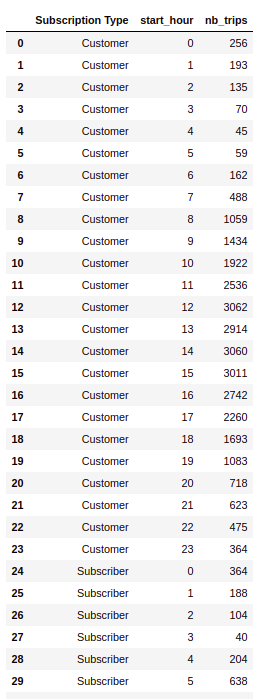 Subscription Type start_hour nb_trips
0 Customer 0 256
1 Customer 1 193
2 Customer 2 135
3 Customer 3 70
4 Customer 4 45
5 Customer 5 59
6 Customer 6 162
7 Customer 7 488
8 Customer 8 1059
9 Customer 9 1434
10 Customer 10 1922
11 Customer 11 2536
12 Customer 12 3062
13 Customer 13 2914
14 Customer 14 3060
15 Customer 15 3011
16 Customer 16 2742
17 Customer 17 2260
18 Customer 18 1693
19 Customer 19 1083
20 Customer 20 718
21 Customer 21 623
22 Customer 22 475
23 Customer 23 364
24 Subscriber 0 364
25 Subscriber 1 188
26 Subscriber 2 104
27 Subscriber 3 40
28 Subscriber 4 204
29 Subscriber 5 638